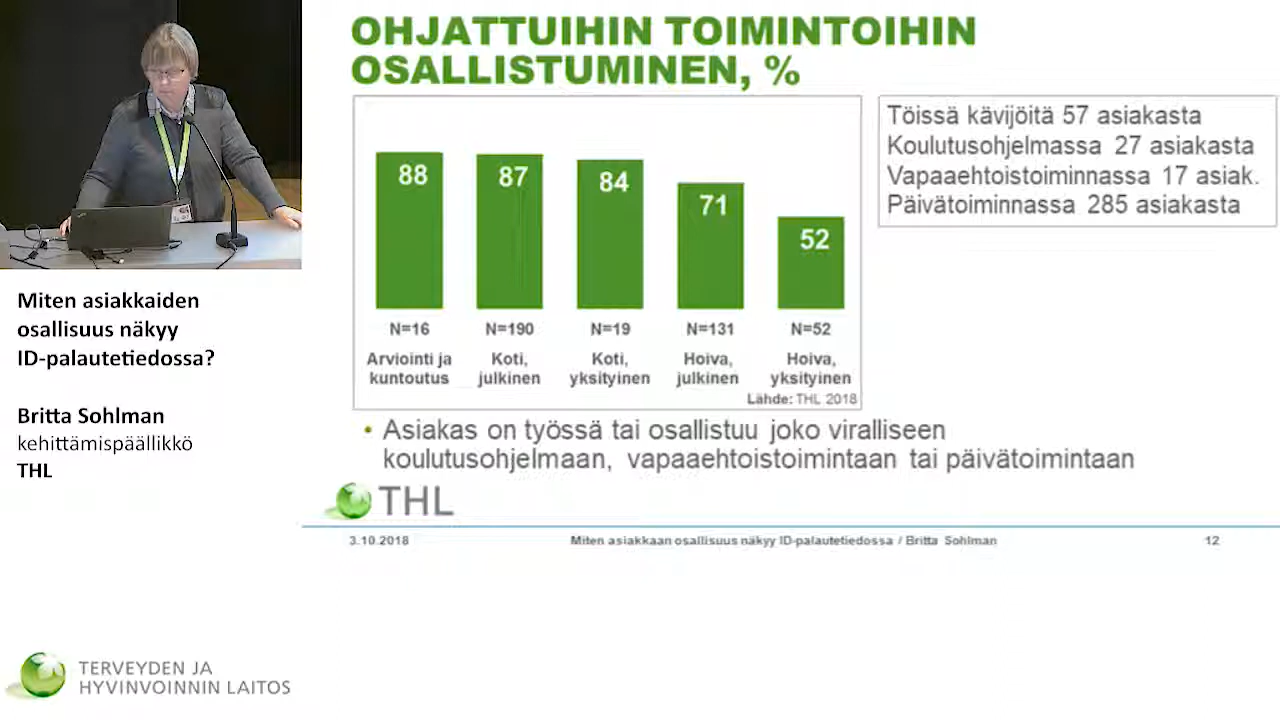 OHJATTUIHIN TOIMINTOIHIN
OSALLISTUMINEN, %
88
87
84
71
52
N=16
N=190
N=19
N=131
N=52
Arviointi ja
kuntoutus
Koti,
julkinen
Koti,
yksityinen
Hoiva,
julkinen
Hoiva,
yksityinen
Lähde: THL 2018
Töissä kävijöitä 57 asiakasta
Koulutusohjelmassa 27 asiakasta
Vapaaehtoistoiminnassa 17 asiak.
Päivätoiminnassa 285 asiakasta
Asiakas on työssä tai osallistuu joko viralliseen
koulutusohjelmaan, vapaaehtoistoimintaan tai päivätoimintaan
THL
3.10.2018
Miten asiakkaan osallisuus näkyy ID-palautetiedossa / Britta Sohlman
12
Miten asiakkaiden
osallisuus näkyy
ID-palautetiedossa?
Britta Sohlman
kehittämispäällikkö
THL
TERVEYDEN JA
HYVINVOINNIN LAITOS